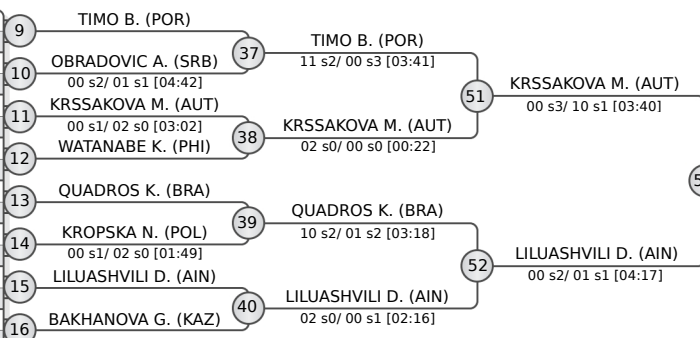 9
TIMO B. (POR)
10
OBRADOVIC A. (SRB)
00 s2/ 01 s1 [04:42]
37
TIMO B. (POR)
11 s2/ 00 s3 [03:41]
11
KRSSAKOVA M. (AUT)
00 s1/ 02 s0 [03:02]
12
WATANABE K. (PHI)
38
KRSSAKOVA M. (AUT)
02 s0/ 00 s0 [00:22]
51
KRSSAKOVA M. (AUT)
00 s3/ 10 s1 [03:40]
13
QUADROS K. (BRA)
14
KROPSKA N. (POL)
00 s1/ 02 s0 [01:49]
39
QUADROS K. (BRA)
10 s2/ 01 s2 [03:18]
15
LILUASHVILI D. (AIN)
16
BAKHANOVA G. (KAZ)
40
LILUASHVILI D. (AIN)
02 s0/ 00 s1 [02:16]
52
LILUASHVILI D. (AIN)
00 s2/ 01 s1 [04:17]